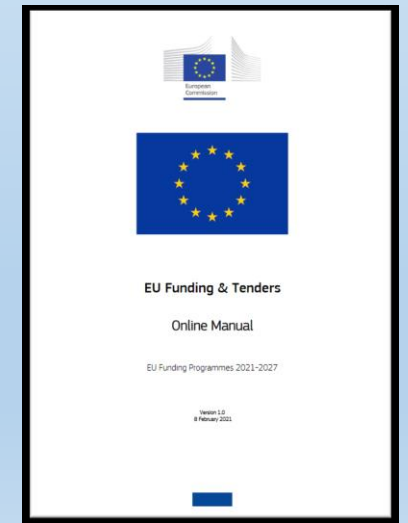 European
Commission
EU Funding & Tenders
Online Manual
EU Funding Programmes 2021-2027
Version 1.0
8 February 2021